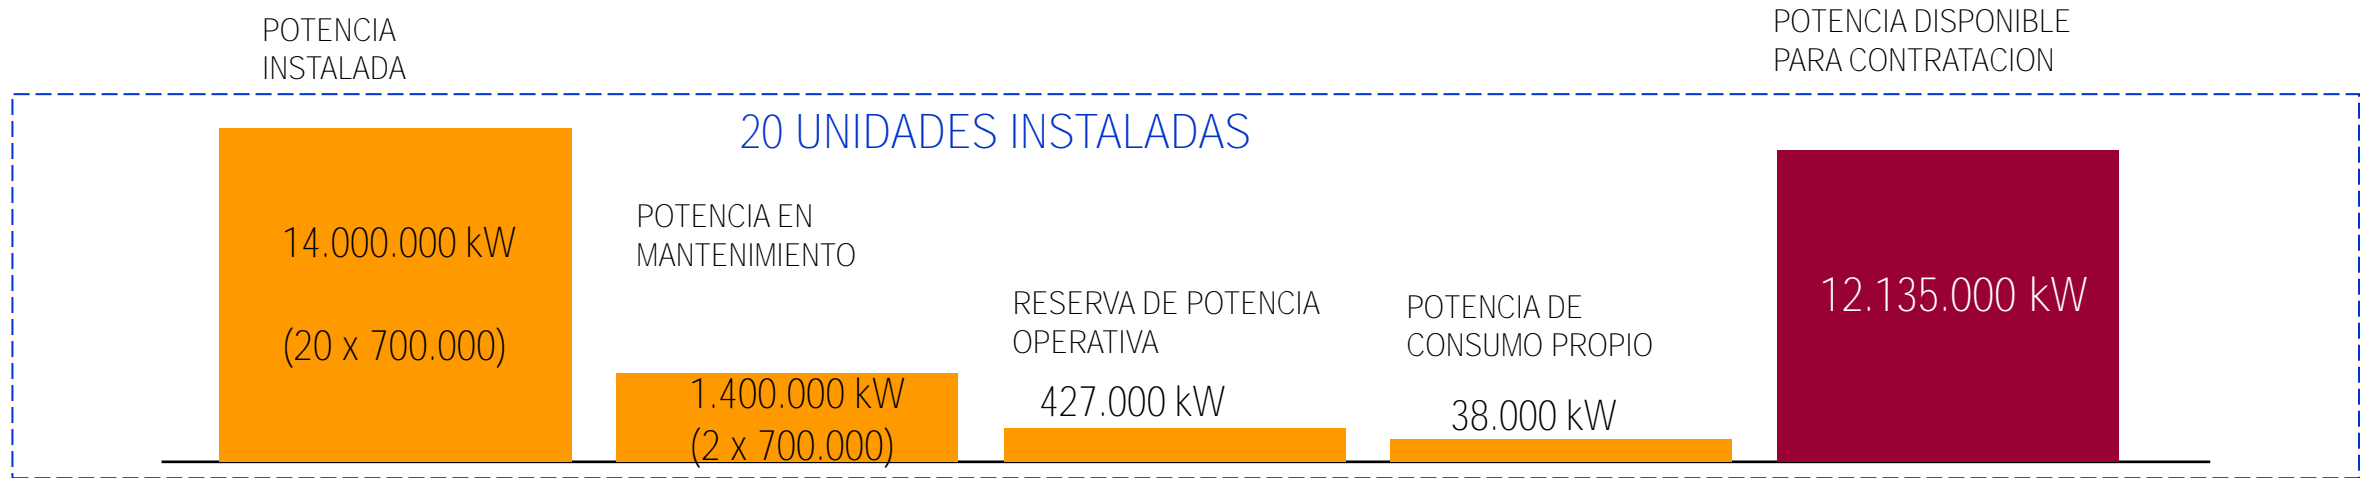 POTENCIA
INSTALADA
POTENCIA DISPONIBLE
PARA CONTRATACION
20 UNIDADES INSTALADAS
14.000.000 kW
(20 x 700.000)
POTENCIA EN
MANTENIMIENTO
1.400.000 kW
(2 x 700.000)
RESERVA DE POTENCIA
OPERATIVA
427.000 kW
POTENCIA DE
CONSUMO PROPIO
38.000 kW
12.135.000 kW